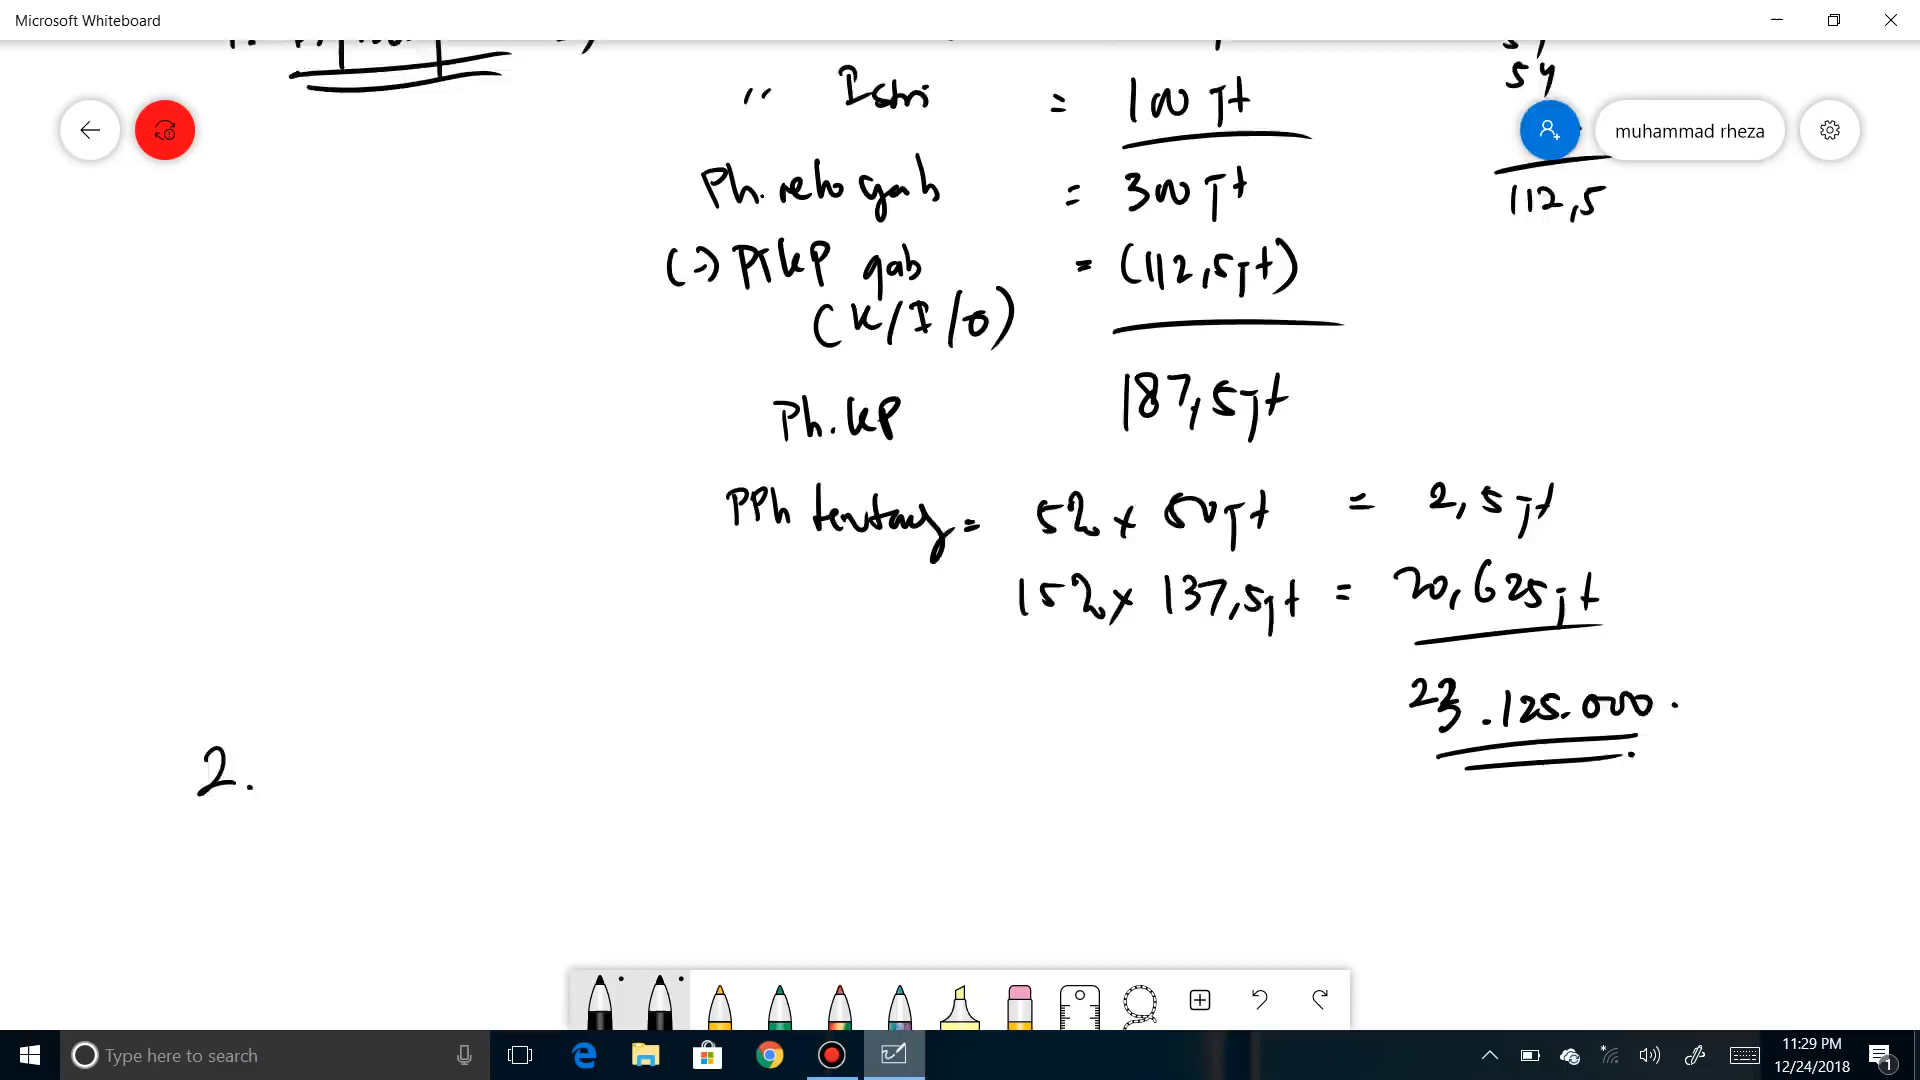 Microsoft Whiteboard
1.
54
" Istri = 100 jt
muhammad rheza
Ph. neto gab = 300 jt
112,5
(-) PTKP gab = (112,5 jt)
(K/I/0)
Ph. KP 187,5 jt
PPh terutang = 5% x 50 jt = 2,5 jt
15% x 137,5 jt = 20,625 jt
23.125.000.
2.
Type here to search
11:29 PM
12/24/2018
1